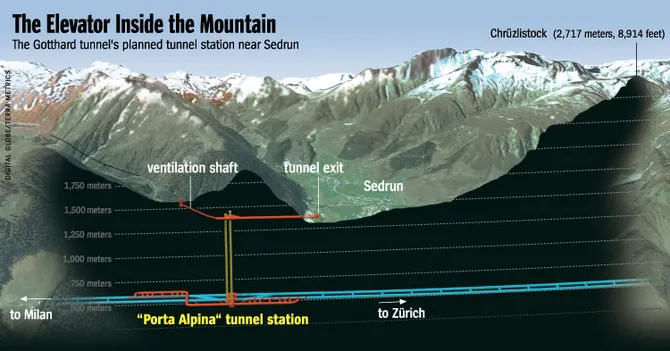 The Elevator Inside the Mountain
The Gotthard tunnel's planned tunnel station near Sedrun
Chrüzlistock (2,717 meters, 8,914 feet)
DIGITAL GLOBE/TERRA METRICS
ventilation shaft
tunnel exit
Sedrun
1,750 meters
1,500 meters
1,250 meters
1,000 meters
750 meters
500 meters
to Milan
"Porta Alpina" tunnel station
to Zürich